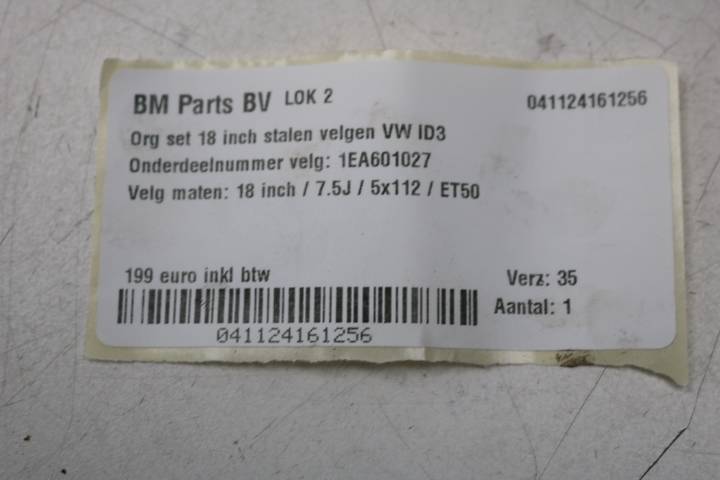 BM Parts BV LOK 2 041124161256
Org set 18 inch stalen velgen VW ID3
Onderdeelnummer velg: 1EA601027
Velg maten: 18 inch / 7.5J / 5x112 / ET50
199 euro inkl btw Verz: 35
Aantal: 1
041124161256